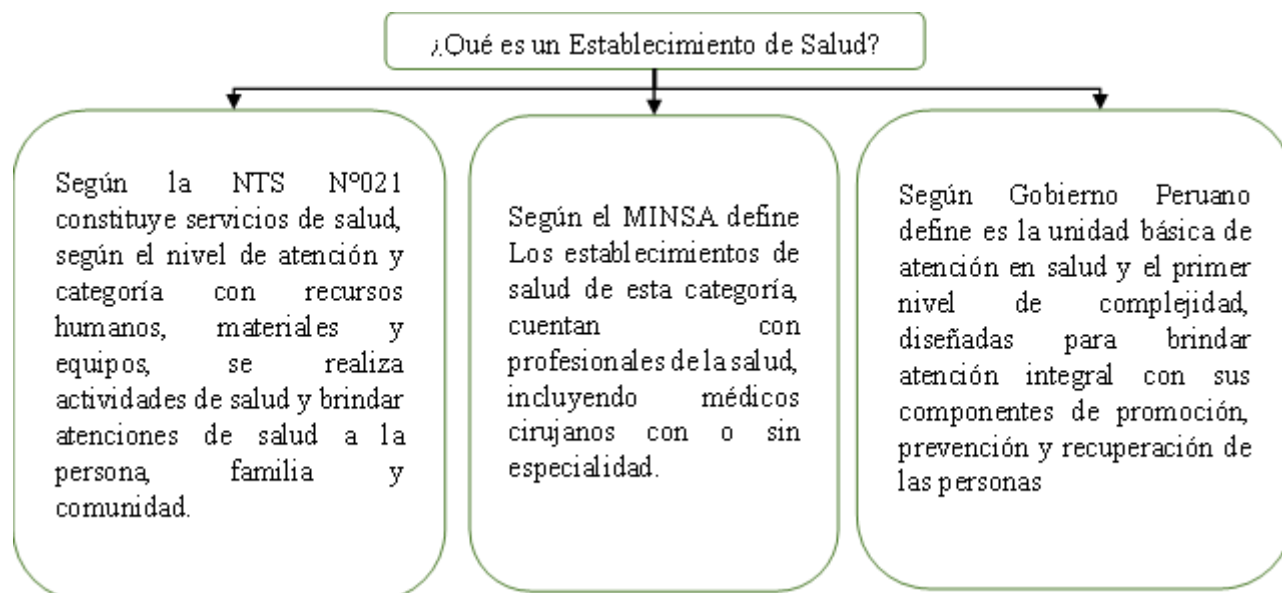 ¿Qué es un Establecimiento de Salud?
Según la NTS Nº021
constituye servicios de salud,
según el nivel de atención y
categoría con recursos
humanos, materiales y
equipos, se realiza
actividades de salud y brindar
atenciones de salud a la
persona, familia y
comunidad.
Según el MINSA define
Los establecimientos de
salud de esta categoría,
cuentan con
profesionales de la salud,
incluyendo médicos
cirujanos con o sin
especialidad.
Según Gobierno Peruano
define es la unidad básica de
atención en salud y el primer
nivel de complejidad,
diseñadas para brindar
atención integral con sus
componentes de promoción,
prevención y recuperación de
las personas